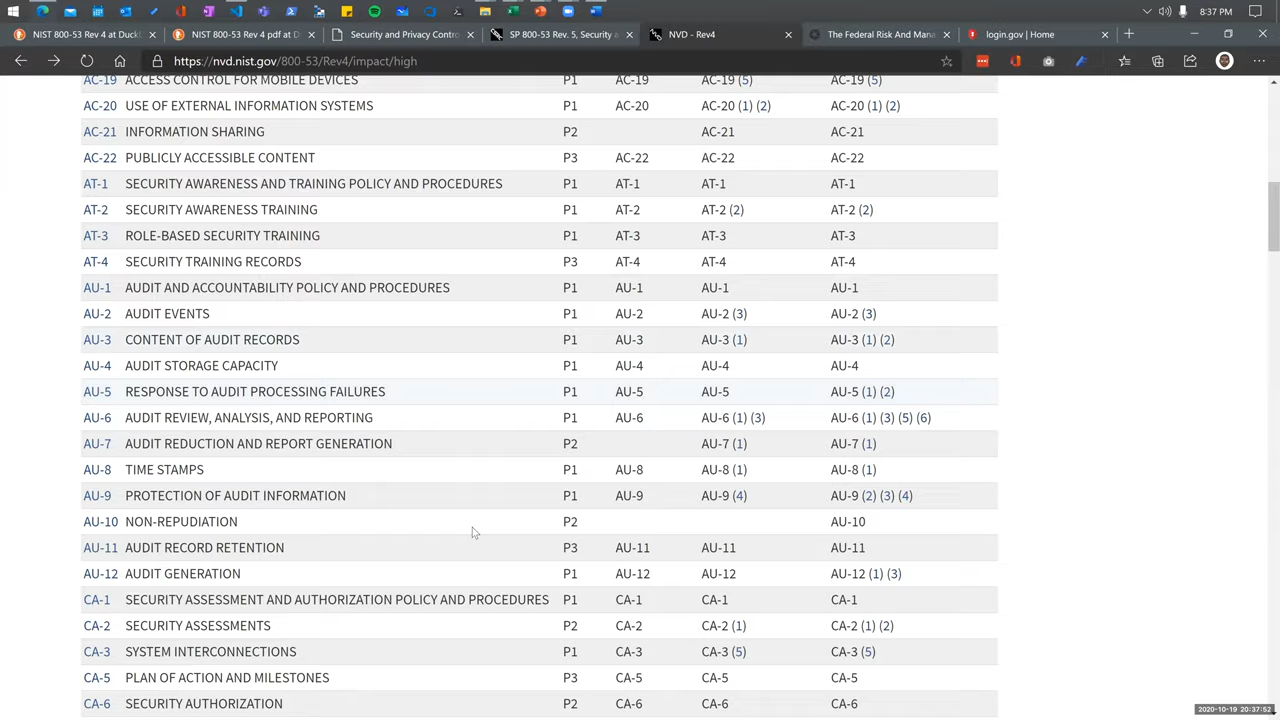 8:37 PM
NIST 800-53 Rev 4 at Duck
NIST 800-53 Rev 4 pdf at D
Security and Privacy Contro
SP 800-53 Rev. 5, Security a
NVD - Rev4
The Federal Risk And Mana
login.gov | Home
https://nvd.nist.gov/800-53/Rev4/impact/high
AC-19 ACCESS CONTROL FOR MOBILE DEVICES P1 AC-19 AC-19 (5) AC-19 (5)
AC-20 USE OF EXTERNAL INFORMATION SYSTEMS P1 AC-20 AC-20 (1) (2) AC-20 (1) (2)
AC-21 INFORMATION SHARING P2 AC-21 AC-21
AC-22 PUBLICLY ACCESSIBLE CONTENT P3 AC-22 AC-22 AC-22
AT-1 SECURITY AWARENESS AND TRAINING POLICY AND PROCEDURES P1 AT-1 AT-1 AT-1
AT-2 SECURITY AWARENESS TRAINING P1 AT-2 AT-2 (2) AT-2 (2)
AT-3 ROLE-BASED SECURITY TRAINING P1 AT-3 AT-3 AT-3
AT-4 SECURITY TRAINING RECORDS P3 AT-4 AT-4 AT-4
AU-1 AUDIT AND ACCOUNTABILITY POLICY AND PROCEDURES P1 AU-1 AU-1 AU-1
AU-2 AUDIT EVENTS P1 AU-2 AU-2 (3) AU-2 (3)
AU-3 CONTENT OF AUDIT RECORDS P1 AU-3 AU-3 (1) AU-3 (1) (2)
AU-4 AUDIT STORAGE CAPACITY P1 AU-4 AU-4 AU-4
AU-5 RESPONSE TO AUDIT PROCESSING FAILURES P1 AU-5 AU-5 AU-5 (1) (2)
AU-6 AUDIT REVIEW, ANALYSIS, AND REPORTING P1 AU-6 AU-6 (1) (3) AU-6 (1) (3) (5) (6)
AU-7 AUDIT REDUCTION AND REPORT GENERATION P2 AU-7 (1) AU-7 (1)
AU-8 TIME STAMPS P1 AU-8 AU-8 (1) AU-8 (1)
AU-9 PROTECTION OF AUDIT INFORMATION P1 AU-9 AU-9 (4) AU-9 (2) (3) (4)
AU-10 NON-REPUDIATION P2 AU-10
AU-11 AUDIT RECORD RETENTION P3 AU-11 AU-11 AU-11
AU-12 AUDIT GENERATION P1 AU-12 AU-12 AU-12 (1) (3)
CA-1 SECURITY ASSESSMENT AND AUTHORIZATION POLICY AND PROCEDURES P1 CA-1 CA-1 CA-1
CA-2 SECURITY ASSESSMENTS P2 CA-2 CA-2 (1) CA-2 (1) (2)
CA-3 SYSTEM INTERCONNECTIONS P1 CA-3 CA-3 (5) CA-3 (5)
CA-5 PLAN OF ACTION AND MILESTONES P3 CA-5 CA-5 CA-5
CA-6 SECURITY AUTHORIZATION P2 CA-6 CA-6 CA-6
2020-10-19 20:37:52